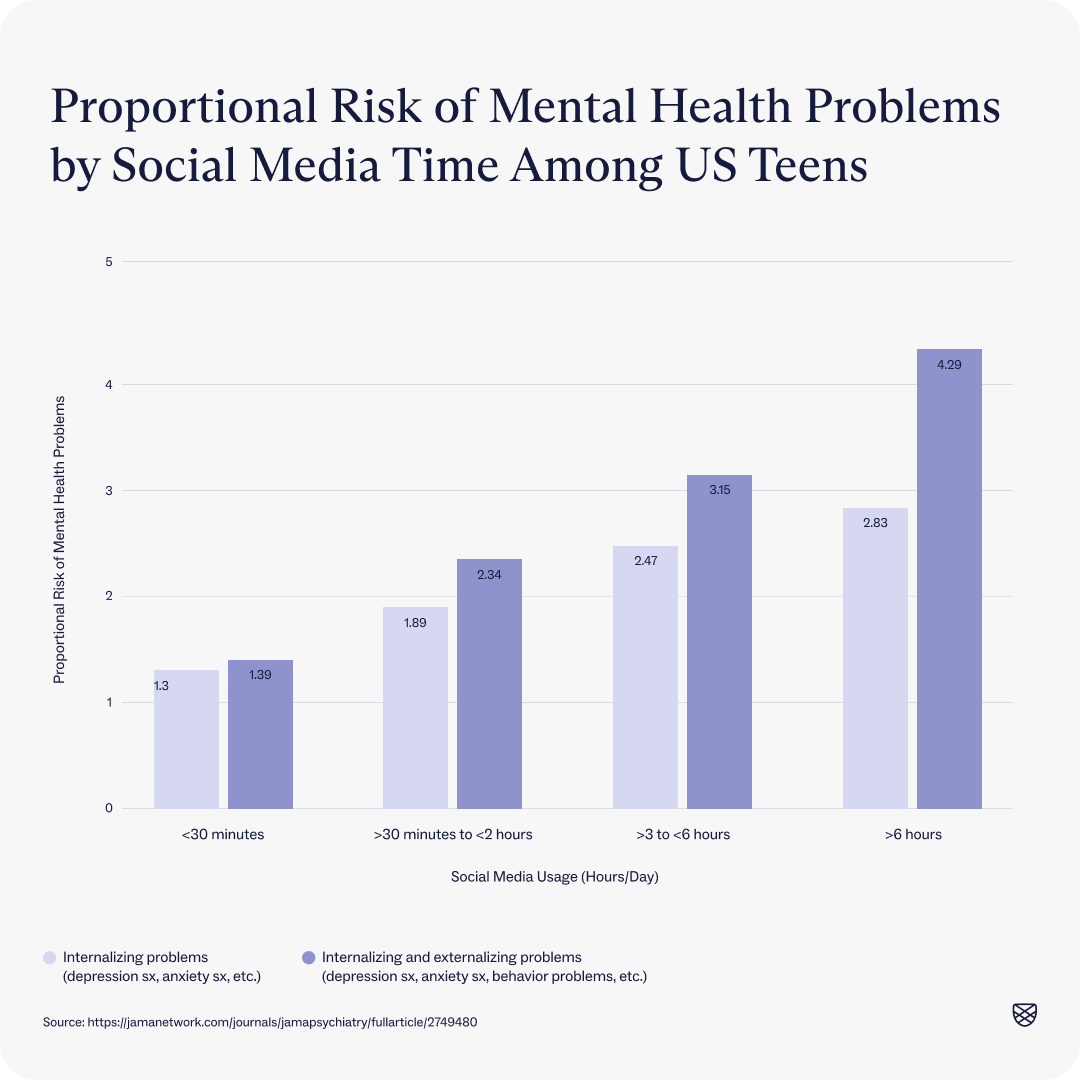 Proportional Risk of Mental Health Problems
by Social Media Time Among US Teens
Proportional Risk of Mental Health Problems
5
4
3
2
1
0
1.3
1.39
1.89
2.34
2.47
3.15
2.83
4.29
<30 minutes
>30 minutes to <2 hours
>3 to <6 hours
>6 hours
Social Media Usage (Hours/Day)
Internalizing problems
(depression sx, anxiety sx, etc.)
Internalizing and externalizing problems
(depression sx, anxiety sx, behavior problems, etc.)
Source: https://jamanetwork.com/journals/jamapsychiatry/fullarticle/2749480